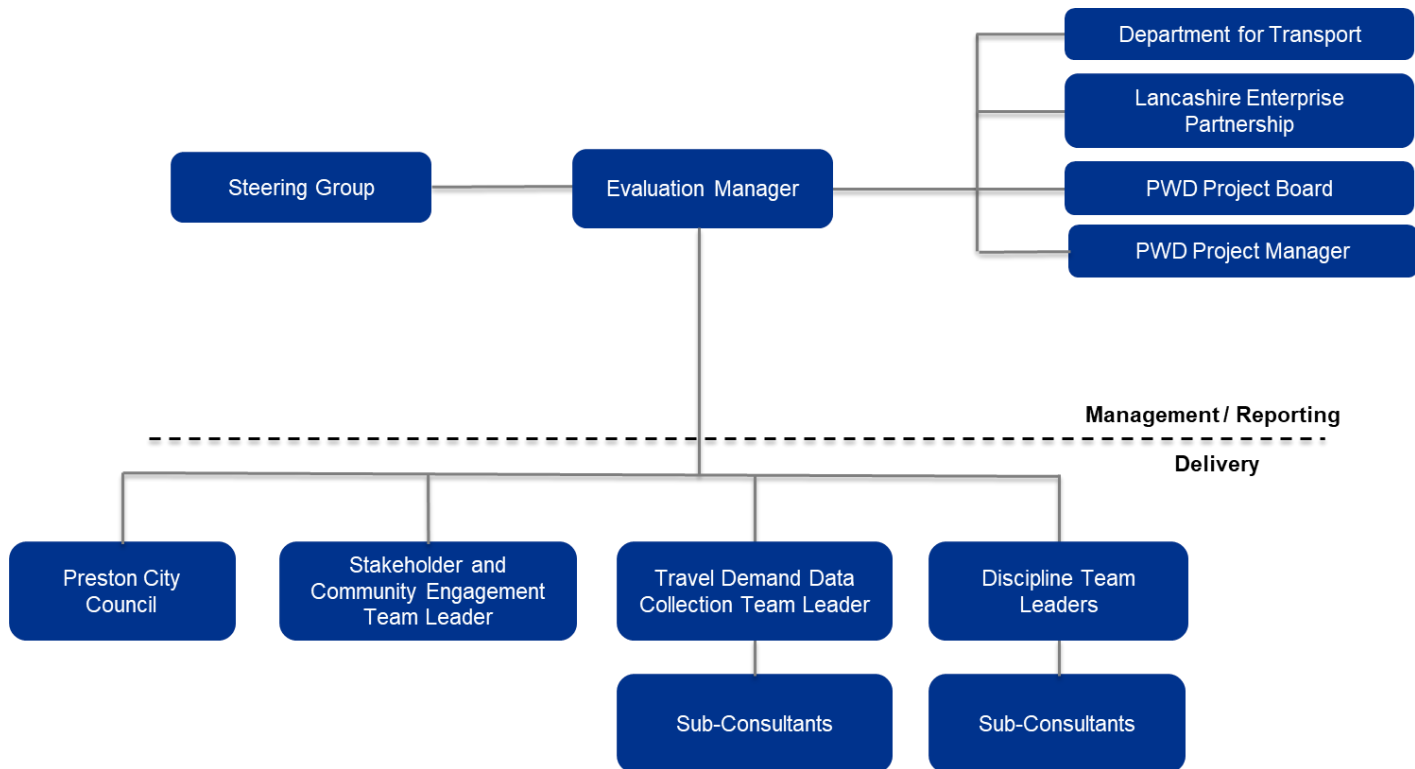 Department for Transport
Lancashire Enterprise
Partnership
Steering Group
Evaluation Manager
PWD Project Board
PWD Project Manager
Management / Reporting
Delivery
Preston City
Council
Stakeholder and
Community Engagement
Team Leader
Travel Demand Data
Collection Team Leader
Discipline Team
Leaders
Sub-Consultants
Sub-Consultants